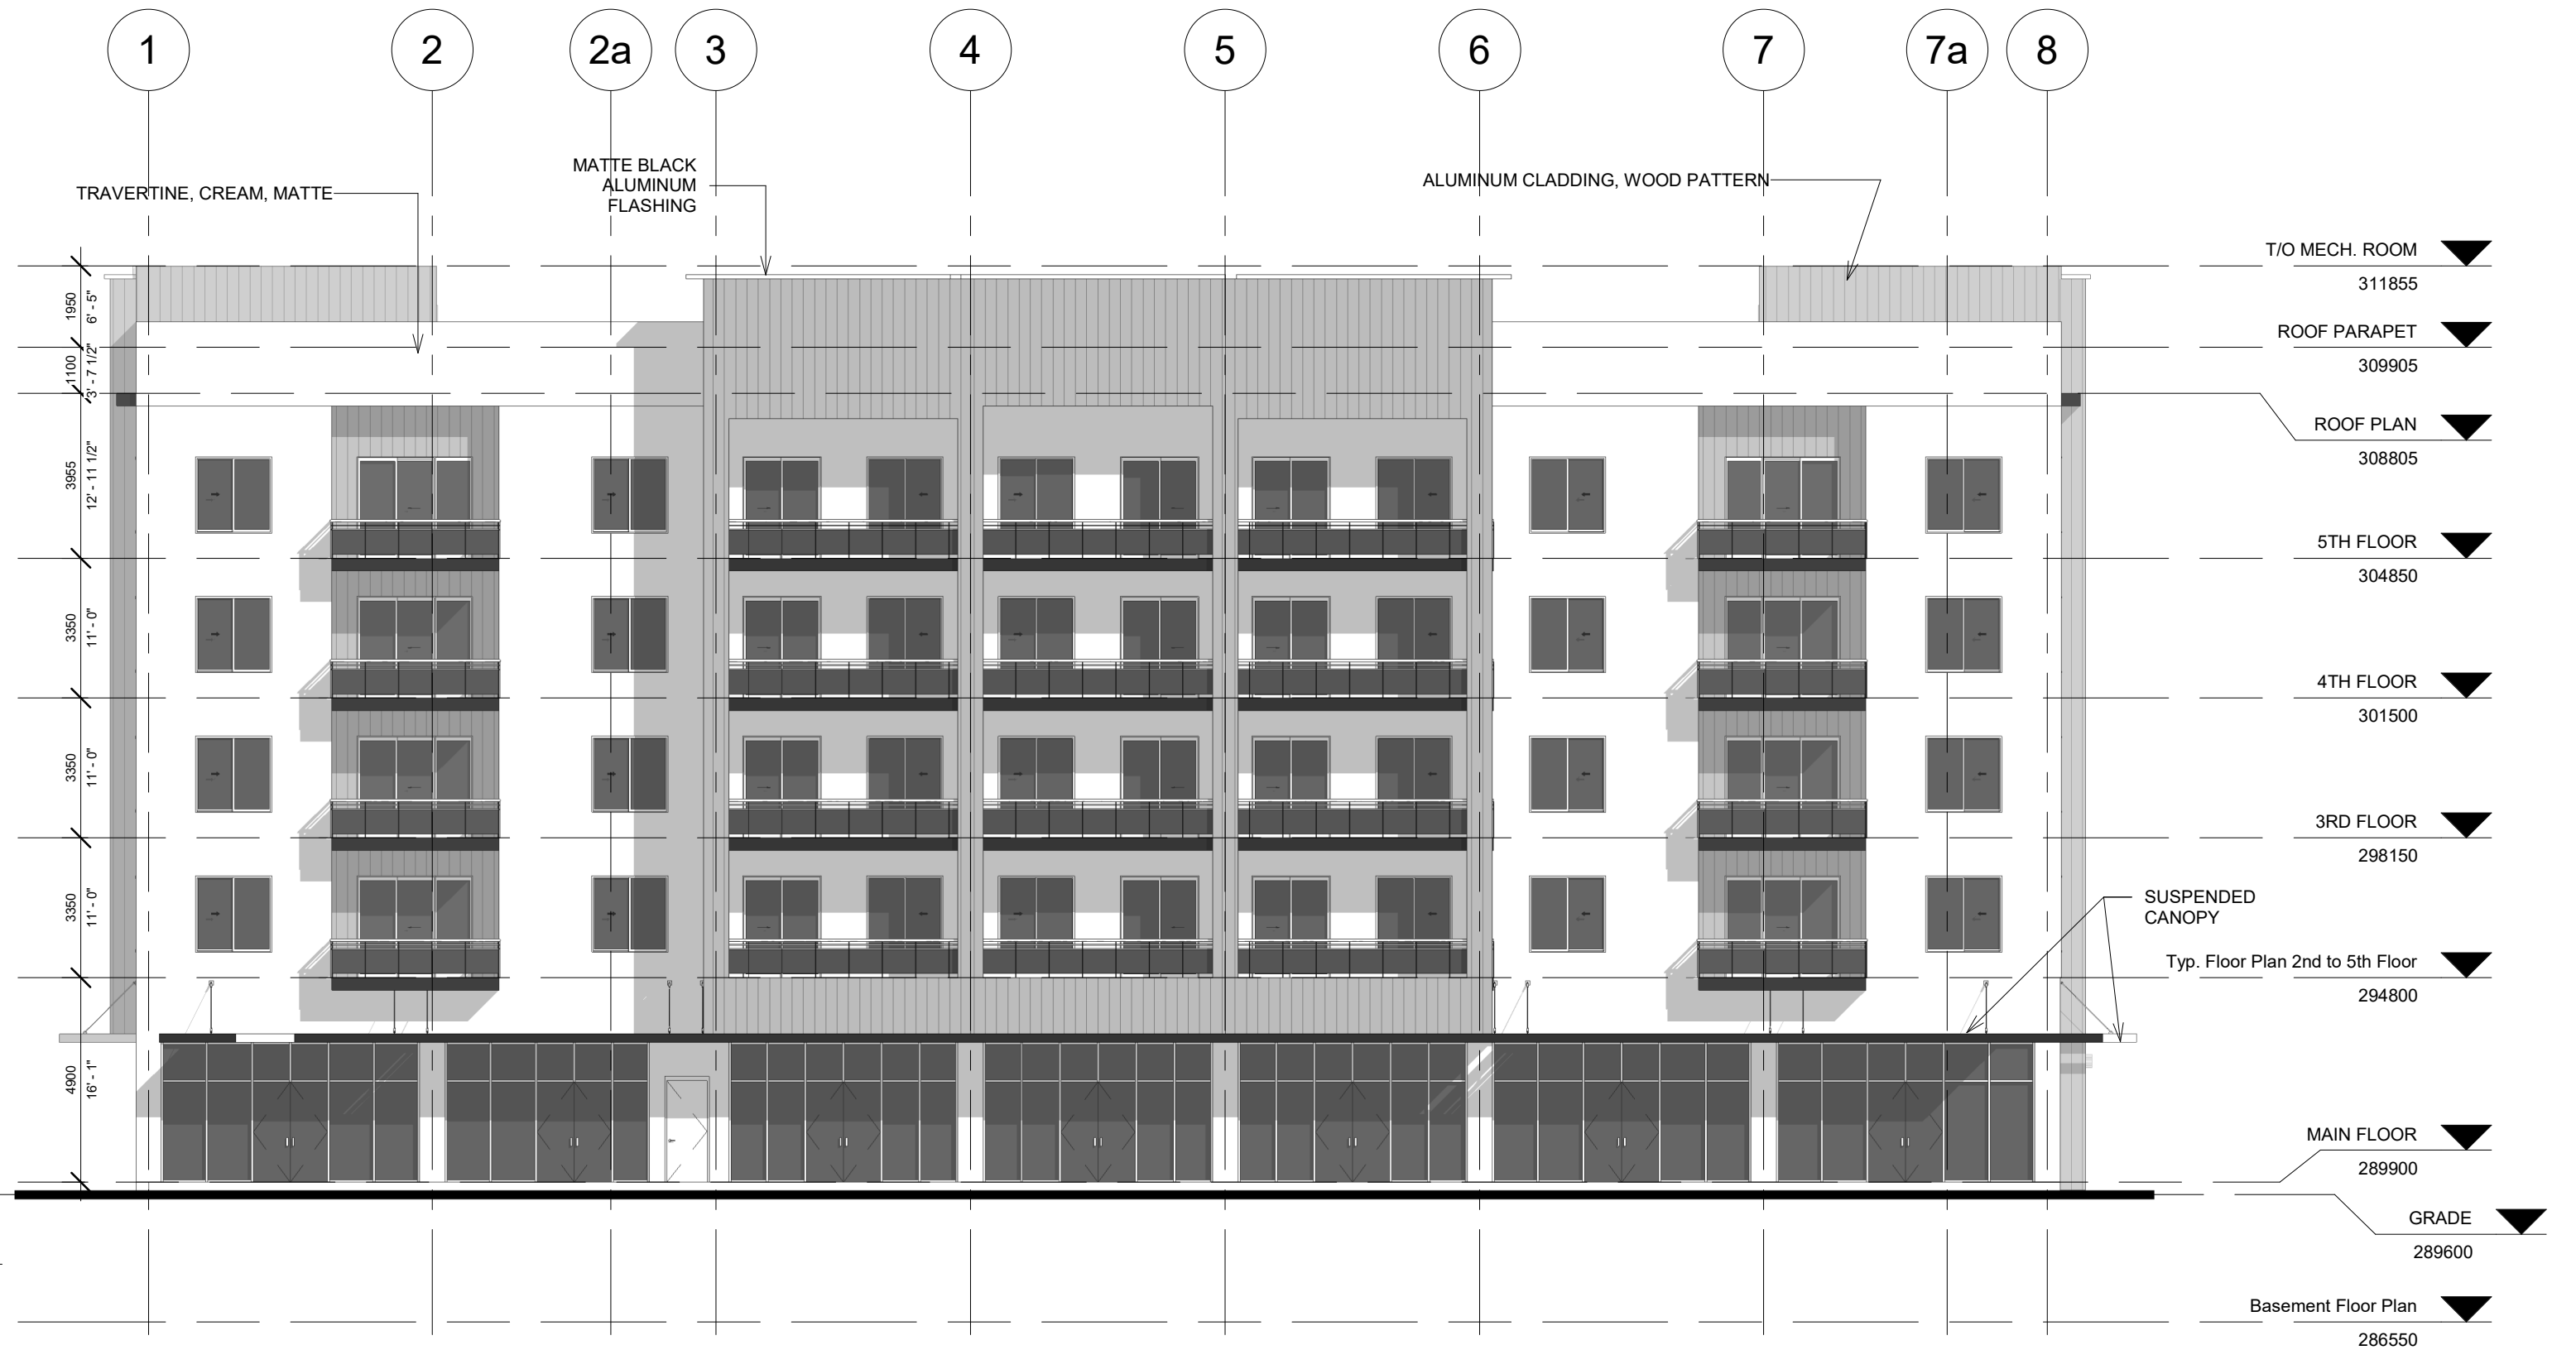 1
2
2a
3
4
5
6
7
7a
8
MATTE BLACK
ALUMINUM
FLASHING
TRAVERTINE, CREAM, MATTE
ALUMINUM CLADDING, WOOD PATTERN
T/O MECH. ROOM
311855
1950
6' - 5"
ROOF PARAPET
309905
1100
3' - 7 1/2"
ROOF PLAN
308805
3955
12' - 11 1/2"
5TH FLOOR
304850
3350
11' - 0"
4TH FLOOR
301500
3350
11' - 0"
3RD FLOOR
298150
3350
11' - 0"
SUSPENDED
CANOPY
Typ. Floor Plan 2nd to 5th Floor
294800
4900
16' - 1"
MAIN FLOOR
289900
GRADE
289600
Basement Floor Plan
286550